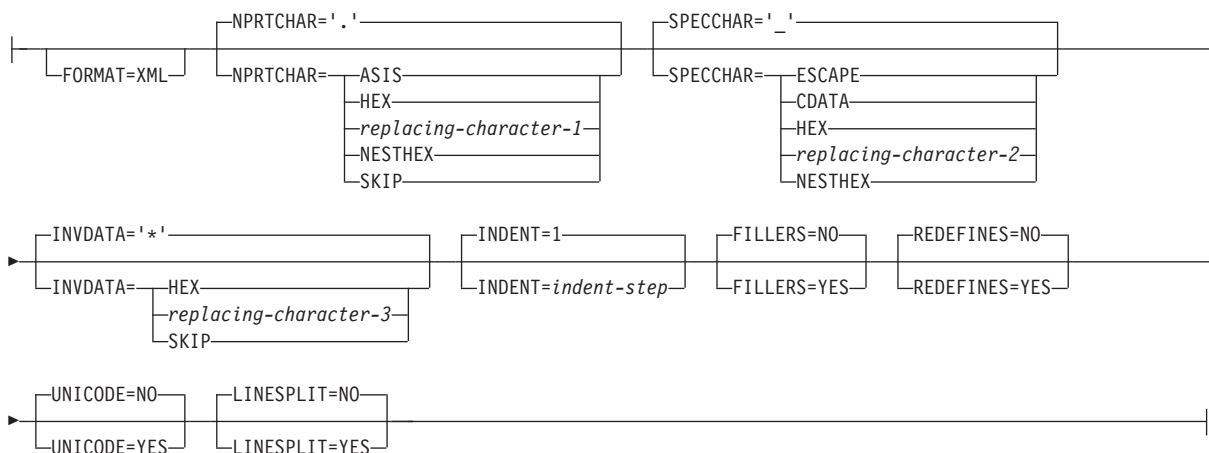 NPRTCHAR='.' SPECCHAR='_'
FORMAT=XML NPRTCHAR= ASIS SPECCHAR= ESCAPE
HEX CDATA
replacing-character-1 HEX
NESTHEX replacing-character-2
SKIP NESTHEX
INVDATA='*' INDENT=1 FILLERS=NO REDEFINES=NO
INVDATA= HEX INDENT=indent-step FILLERS=YES REDEFINES=YES
replacing-character-3
SKIP
UNICODE=NO LINESPLIT=NO
UNICODE=YES LINESPLIT=YES